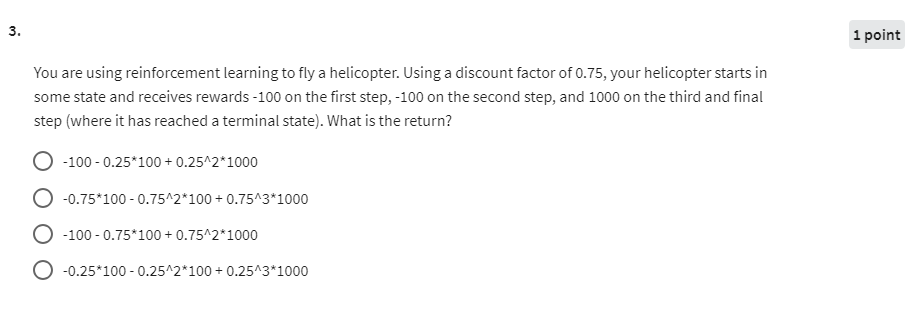 3.
1 point
You are using reinforcement learning to fly a helicopter. Using a discount factor of 0.75, your helicopter starts in
some state and receives rewards -100 on the first step, -100 on the second step, and 1000 on the third and final
step (where it has reached a terminal state). What is the return?
-100 - 0.25*100 + 0.25^2*1000
-0.75*100 - 0.75^2*100 + 0.75^3*1000
-100 - 0.75*100 + 0.75^2*1000
-0.25*100 - 0.25^2*100 + 0.25^3*1000